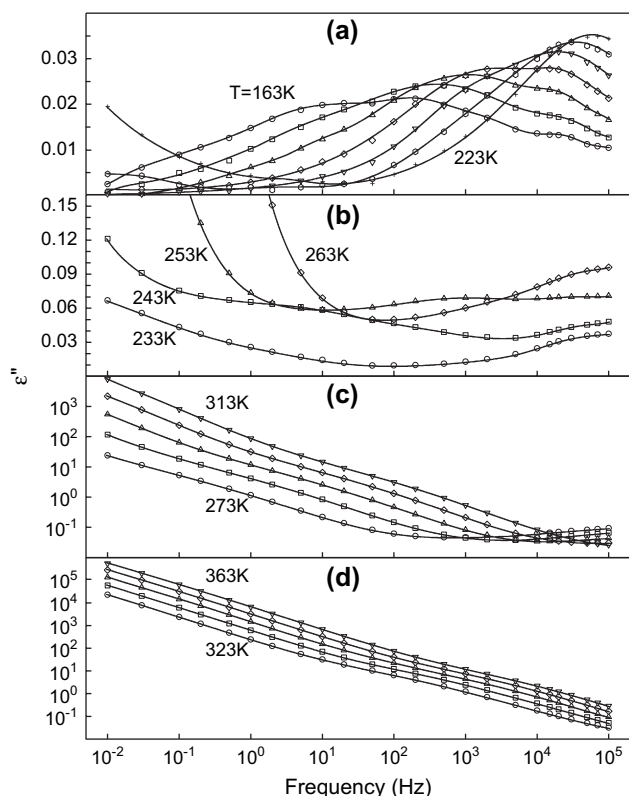 (a)
0.03
0.02
0.01
T=163K
223K
(b)
0.15
0.12
0.09
0.06
0.03
253K
263K
243K
233K
ε"
(c)
10³
10²
10¹
10⁰
10⁻¹
313K
273K
(d)
10⁵
10⁴
10³
10²
10¹
10⁰
10⁻¹
363K
323K
10⁻² 10⁻¹ 10⁰ 10¹ 10² 10³ 10⁴ 10⁵
Frequency (Hz)